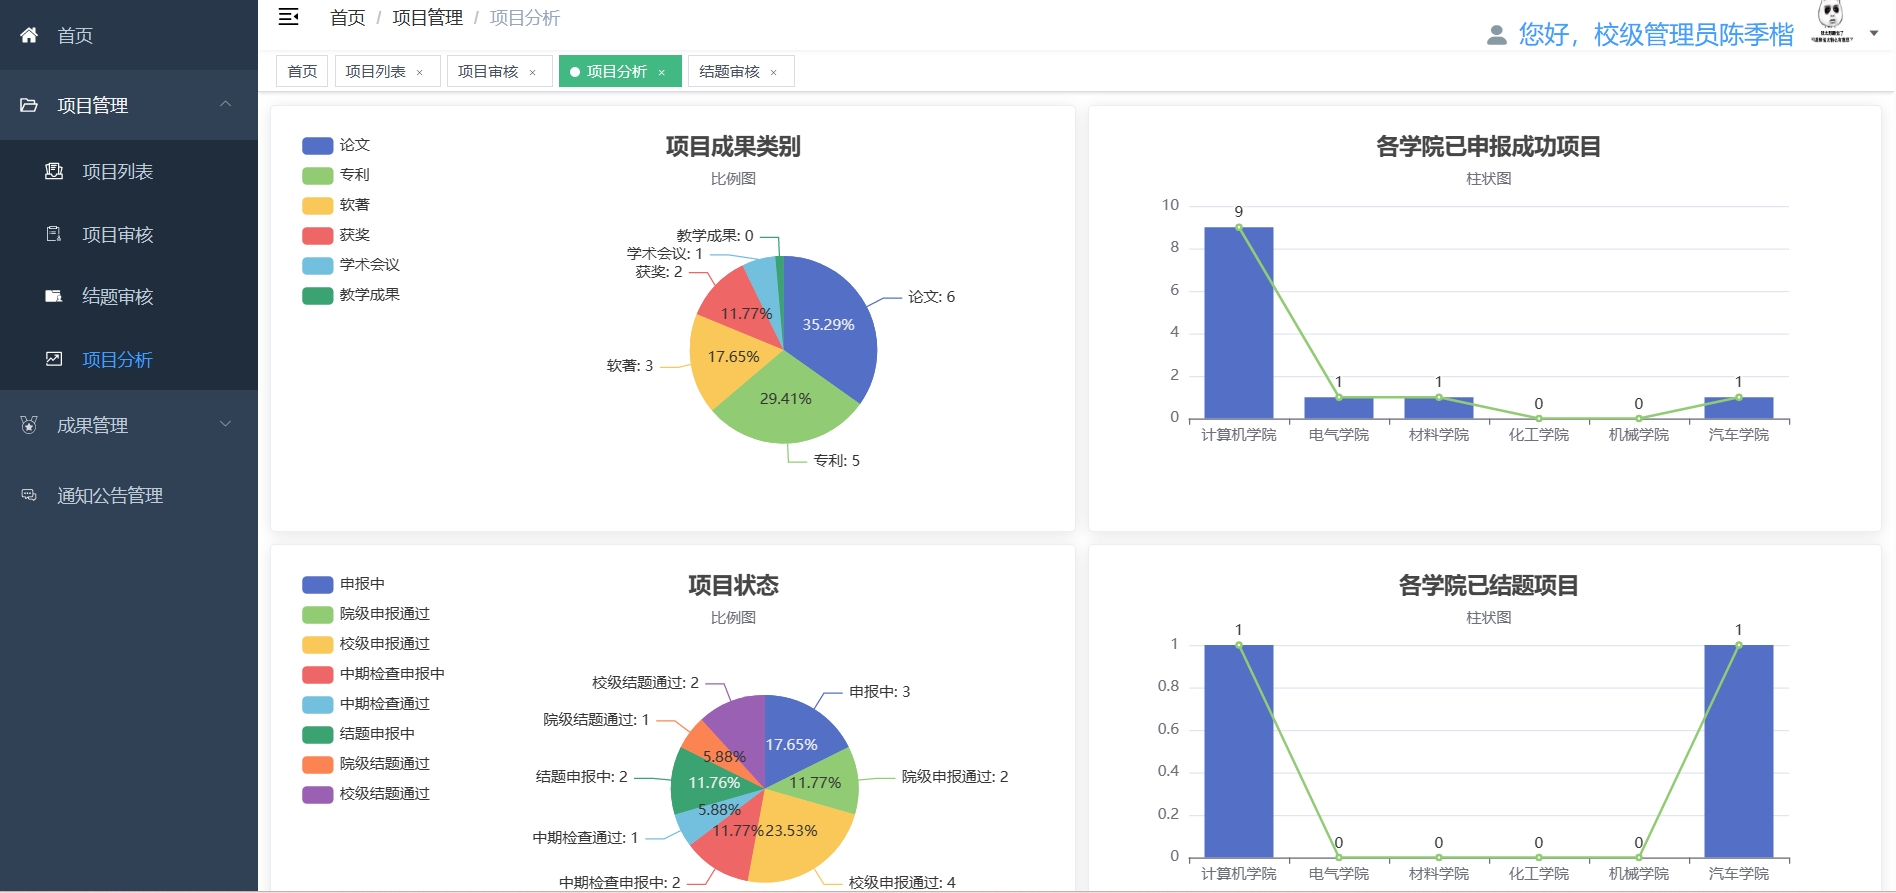 首页
项目管理
项目列表
项目审核
结题审核
项目分析
成果管理
通知公告管理
首页 / 项目管理 / 项目分析
您好，校级管理员陈季楷
首页 项目列表 × 项目审核 × 项目分析 × 结题审核 ×
项目成果类别
比例图
论文
专利
软著
获奖
学术会议
教学成果
教学成果: 0
学术会议: 1
获奖: 2
论文: 6
软著: 3
专利: 5
35.29%
11.77%
17.65%
29.41%
各学院已申报成功项目
柱状图
10
8
6
4
2
0
9
1
1
0
0
1
计算机学院 电气学院 材料学院 化工学院 机械学院 汽车学院
项目状态
比例图
申报中
院级申报通过
校级申报通过
中期检查申报中
中期检查通过
结题申报中
院级结题通过
校级结题通过
校级结题通过: 2
申报中: 3
院级结题通过: 1
结题申报中: 2
院级申报通过: 2
中期检查通过: 1
中期检查申报中: 2
校级申报通过: 4
17.65%
5.88%
11.76%
11.77%
5.88%
11.77%
23.53%
各学院已结题项目
柱状图
1
0.8
0.6
0.4
0.2
0
1
0
0
0
0
1
计算机学院 电气学院 材料学院 化工学院 机械学院 汽车学院